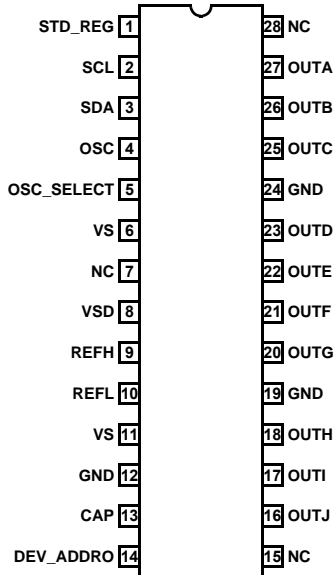 STD_REG 1 28 NC
SCL 2 27 OUTA
SDA 3 26 OUTB
OSC 4 25 OUTC
OSC_SELECT 5 24 GND
VS 6 23 OUTD
NC 7 22 OUTE
VSD 8 21 OUTF
REFH 9 20 OUTG
REFL 10 19 GND
VS 11 18 OUTH
GND 12 17 OUTI
CAP 13 16 OUTJ
DEV_ADDRO 14 15 NC